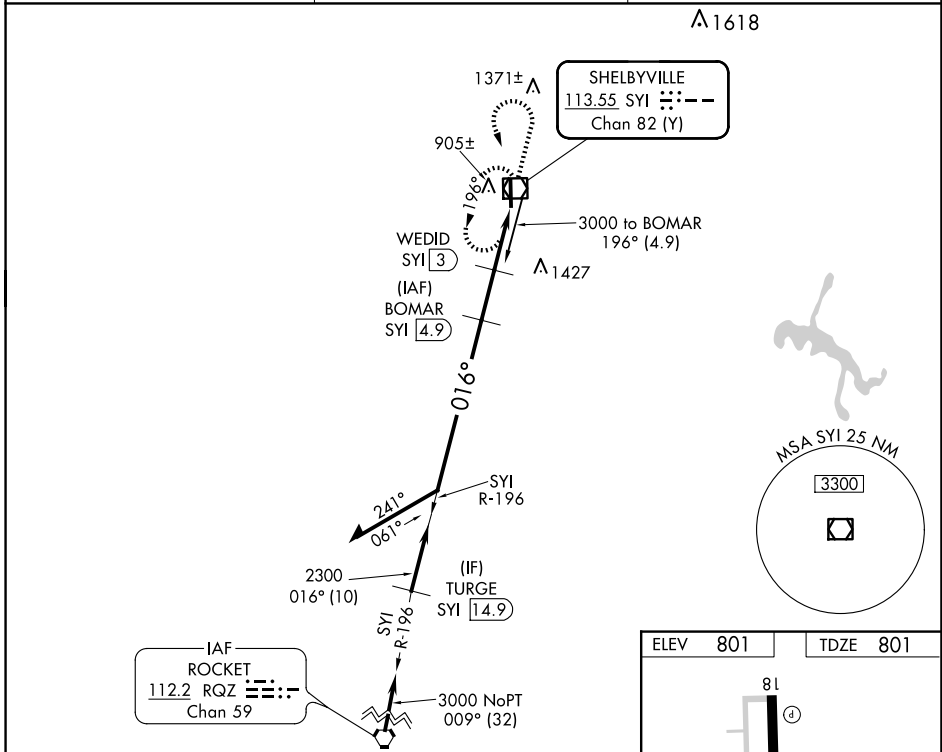 1618
1371±
SHELBYVILLE
113.55 SYI
Chan 82 (Y)
905±
196°
3000 to BOMAR
196° (4.9)
WEDID
SYI 3
1427
(IAF)
BOMAR
SYI 4.9
016°
MSA SYI 25 NM
3300
SYI
R-196
241°
061°
2300
016° (10)
(IF)
TURGE
SYI 14.9
SYI
R-196
IAF
ROCKET
112.2 RQZ
Chan 59
3000 NoPT
009° (32)
ELEV 801
TDZE 801
18
P